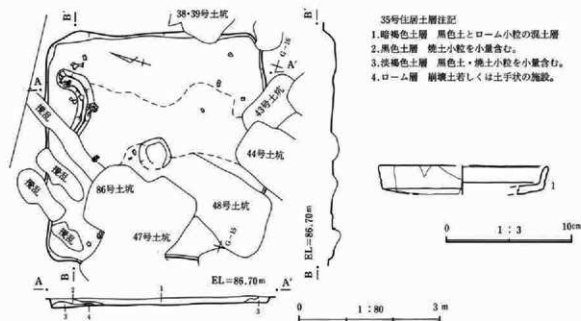 38・39号土坑
B
B'
G-16
A
A'
43号土坑
44号土坑
攪乱
攪乱
86号土坑
48号土坑
攪乱
47号土坑
G-15
B
B'
EL=86.70m
A
EL=86.70m
A'
2
1
3
4
3
0
1:80
3m
35号住居土層注記
1.暗褐色土層 黒色土とローム小粒の混土層
2.黒色土層 焼土小粒を小量含む。
3.淡褐色土層 黒色土・焼土小粒を小量含む。
4.ローム層 崩壊土若しくは土手状の施設。
1
0
1:3
10cm